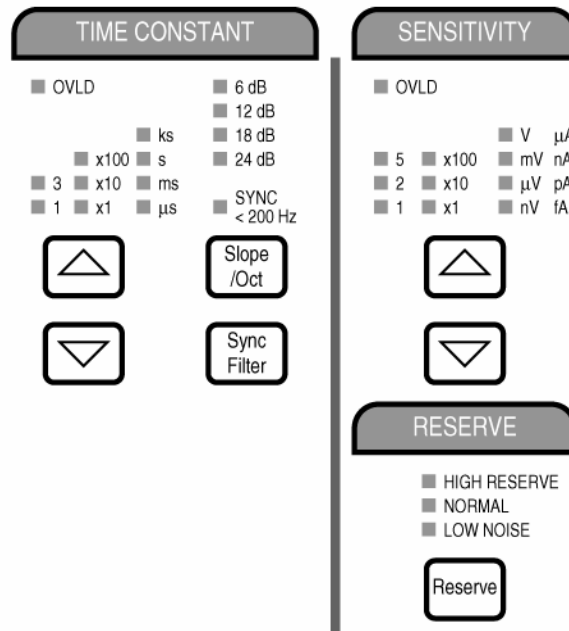 TIME CONSTANT
OVLD
6 dB
12 dB
ks
18 dB
x100
s
24 dB
3
x10
ms
1
x1
µs
SYNC
< 200 Hz
Slope
/Oct
Sync
Filter
SENSITIVITY
OVLD
V µA
5
x100
mV nA
2
x10
µV pA
1
x1
nV fA
RESERVE
HIGH RESERVE
NORMAL
LOW NOISE
Reserve